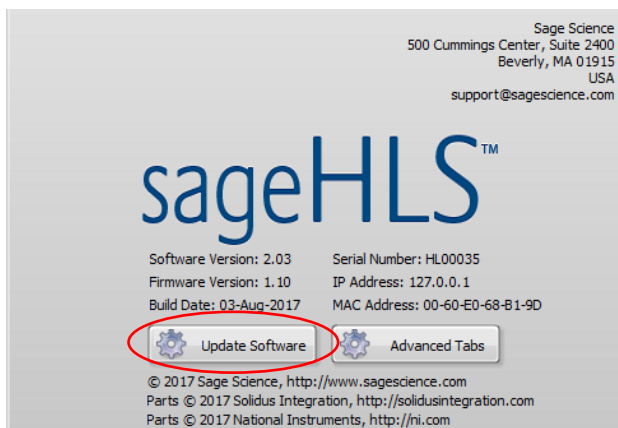 Sage Science
500 Cummings Center, Suite 2400
Beverly, MA 01915
USA
support@sagescience.com
sageHLS™
Software Version: 2.03 Serial Number: HL00035
Firmware Version: 1.10 IP Address: 127.0.0.1
Build Date: 03-Aug-2017 MAC Address: 00-60-E0-68-B1-9D
Update Software Advanced Tabs
© 2017 Sage Science, http://www.sagescience.com
Parts © 2017 Solidus Integration, http://solidusintegration.com
Parts © 2017 National Instruments, http://ni.com